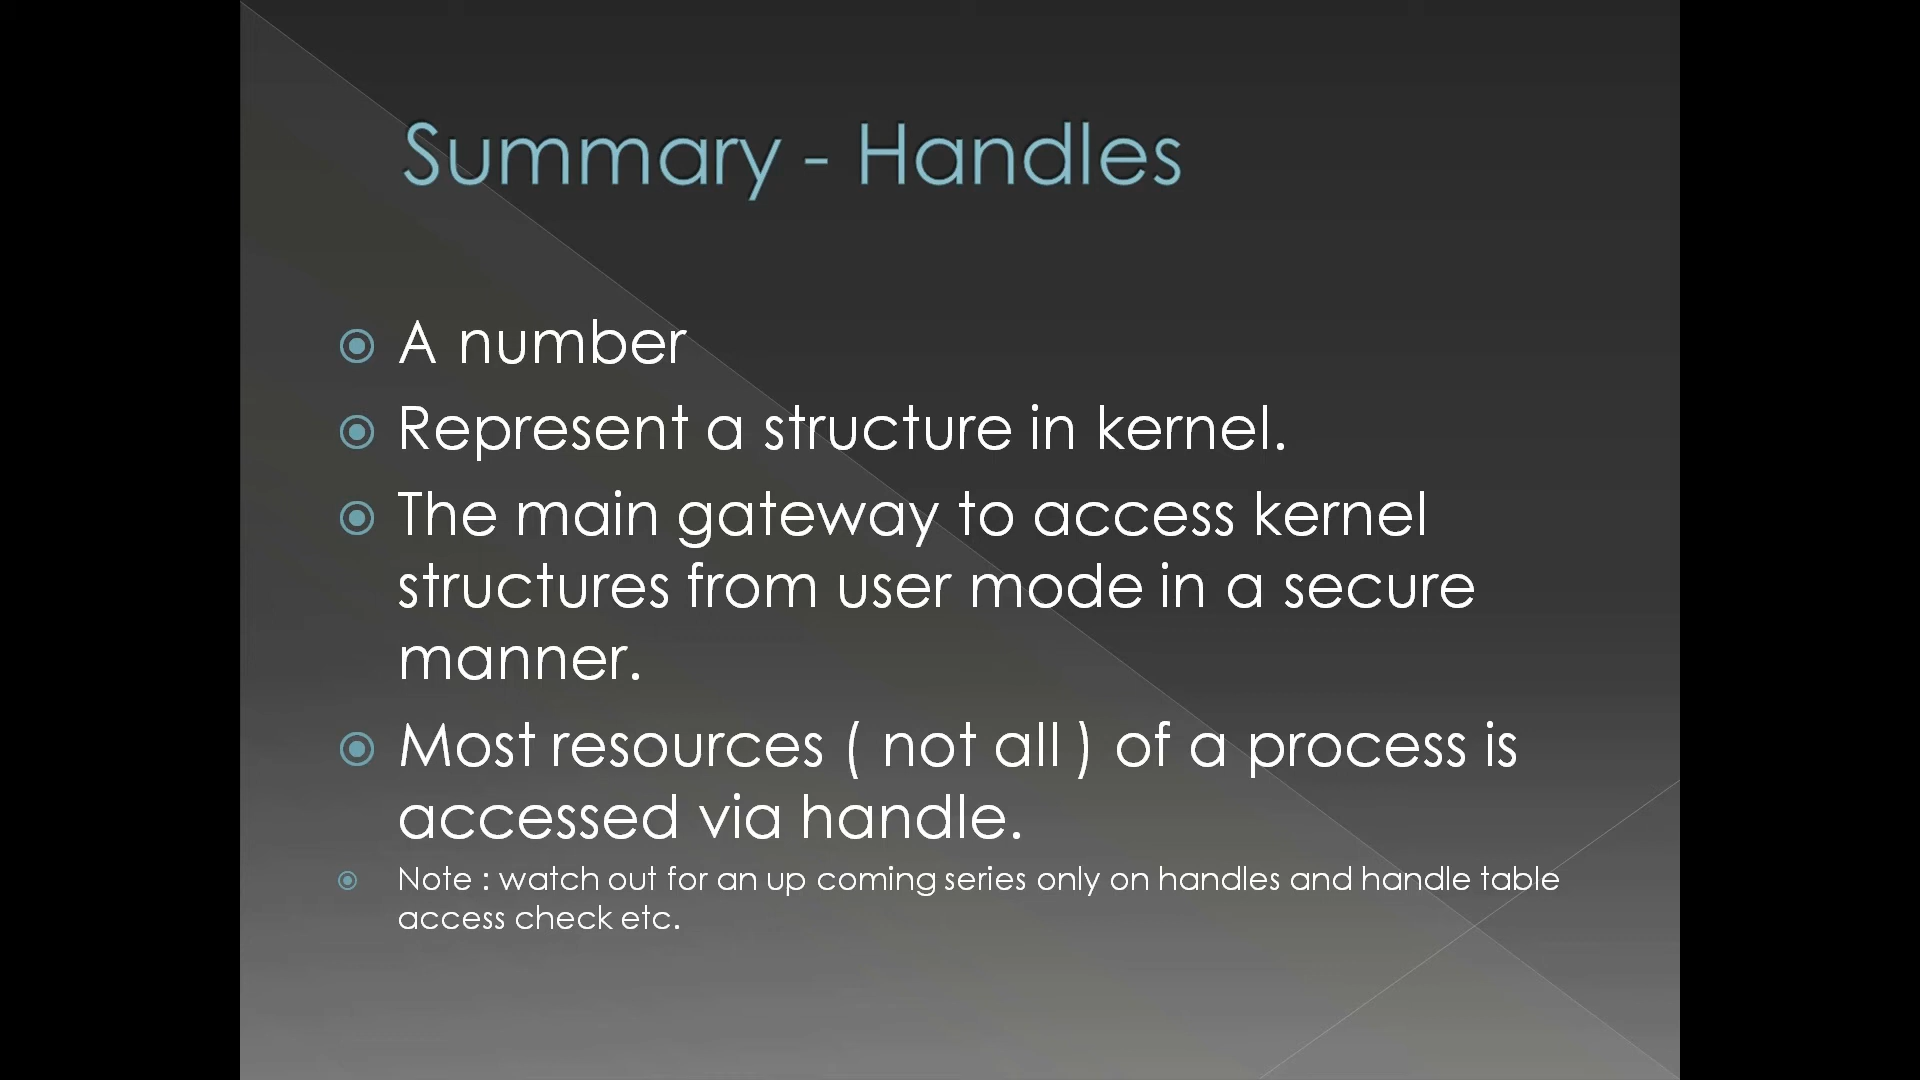 Summary - Handles
A number
Represent a structure in kernel.
The main gateway to access kernel
structures from user mode in a secure
manner.
Most resources ( not all ) of a process is
accessed via handle.
Note : watch out for an up coming series only on handles and handle table
access check etc.